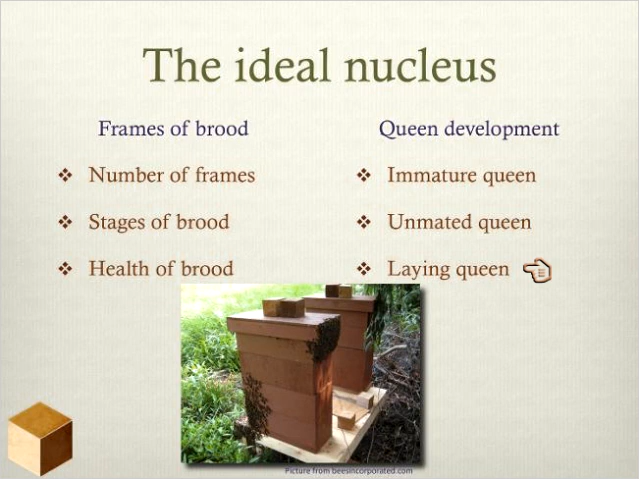 The ideal nucleus
Frames of brood
Number of frames
Stages of brood
Health of brood
Queen development
Immature queen
Unmated queen
Laying queen
Picture from beesincorporated.com